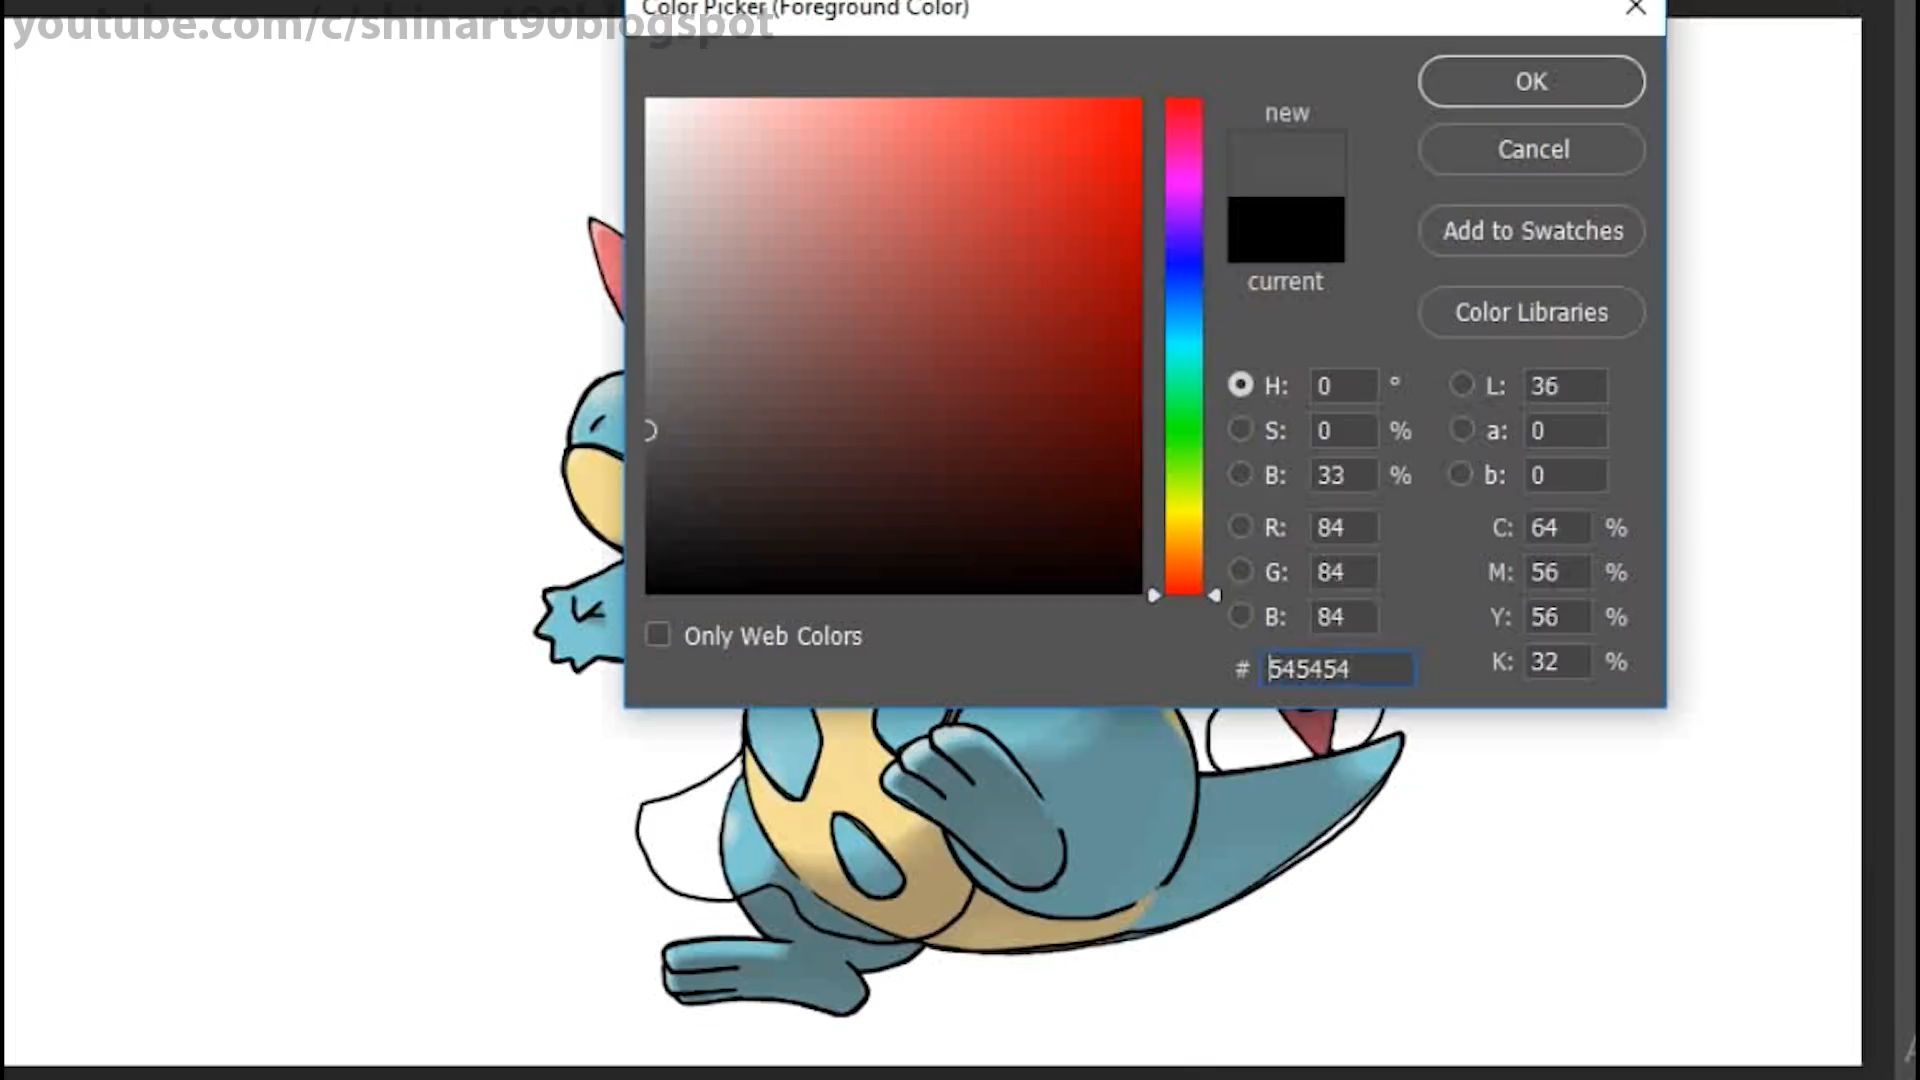 Color Picker (Foreground Color)
youtube.com/c/shinart90blogspot
OK
new
Cancel
Add to Swatches
current
Color Libraries
H: 0 °
L: 36
S: 0 %
a: 0
B: 33 %
b: 0
R: 84
C: 64 %
G: 84
M: 56 %
B: 84
Y: 56 %
Only Web Colors
# 545454
K: 32 %